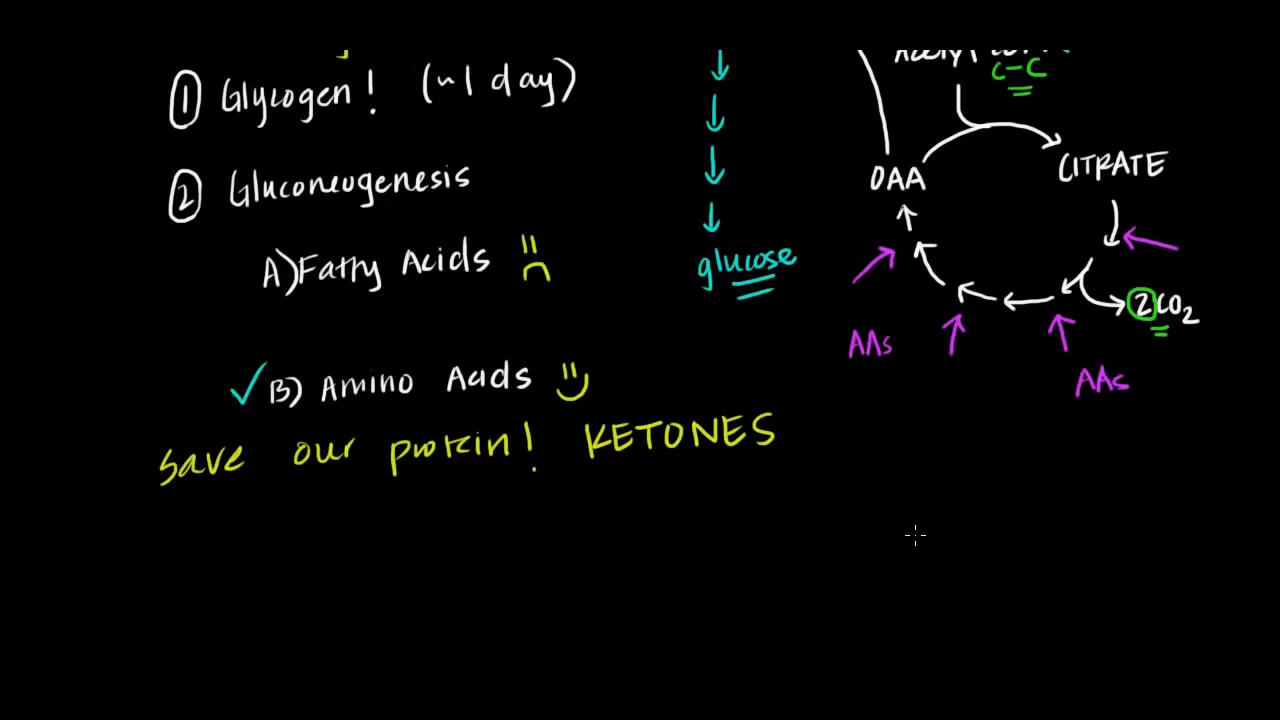 ① Glycogen! (~1 day)
② Gluconeogenesis
A) Fatty Acids
✓ B) Amino Acids
save our protein! KETONES
glucose
C-C
OAA
CITRATE
2CO₂
AAs
AAs